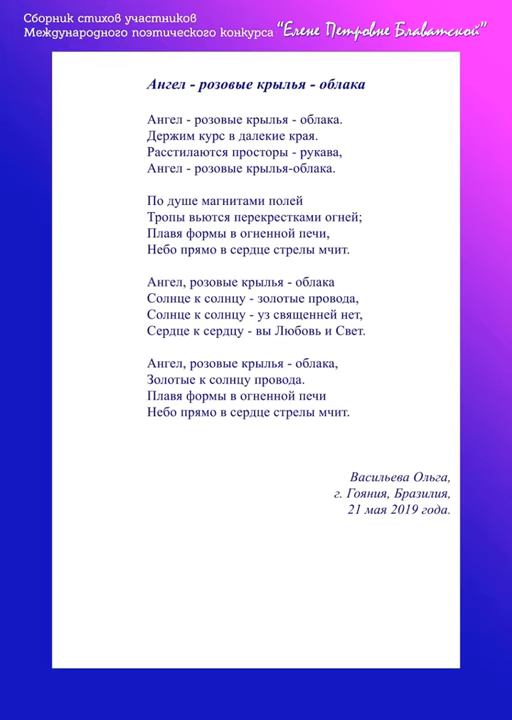 Сборник стихов участников
Международного поэтического конкурса "Елене Петровне Блаватской"
Ангел - розовые крылья - облака
Ангел - розовые крылья - облака.
Держим курс в далекие края.
Расстилаются просторы - рукава,
Ангел - розовые крылья-облака.
По душе магнитами полей
Тропы вьются перекрестками огней;
Плавя формы в огненной печи,
Небо прямо в сердце стрелы мчит.
Ангел, розовые крылья - облака
Солнце к солнцу - золотые провода,
Солнце к солнцу - уз священней нет,
Сердце к сердцу - вы Любовь и Свет.
Ангел, розовые крылья - облака,
Золотые к солнцу провода.
Плавя формы в огненной печи
Небо прямо в сердце стрелы мчит.
Васильева Ольга,
г. Гояния, Бразилия,
21 мая 2019 года.